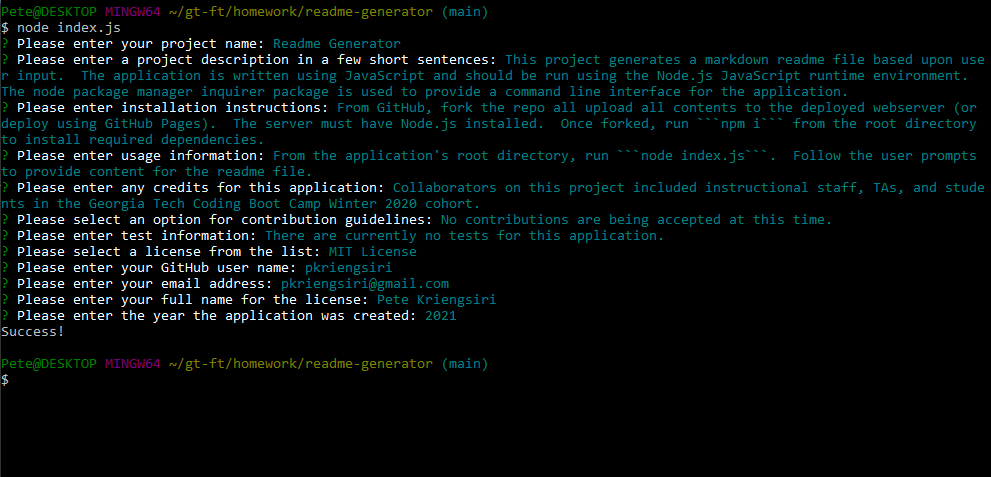 Pete@DESKTOP MINGW64 ~/gt-ft/homework/readme-generator (main)
$ node index.js
? Please enter your project name: Readme Generator
? Please enter a project description in a few short sentences: This project generates a markdown readme file based upon use
r input.  The application is written using JavaScript and should be run using the Node.js JavaScript runtime environment.
The node package manager inquirer package is used to provide a command line interface for the application.
? Please enter installation instructions: From GitHub, fork the repo all upload all contents to the deployed webserver (or
deploy using GitHub Pages).  The server must have Node.js installed.  Once forked, run ```npm i``` from the root directory
to install required dependencies.
? Please enter usage information: From the application's root directory, run ```node index.js```.  Follow the user prompts
to provide content for the readme file.
? Please enter any credits for this application: Collaborators on this project included instructional staff, TAs, and stude
nts in the Georgia Tech Coding Boot Camp Winter 2020 cohort.
? Please select an option for contribution guidelines: No contributions are being accepted at this time.
? Please enter test information: There are currently no tests for this application.
? Please select a license from the list: MIT License
? Please enter your GitHub user name: pkriengsiri
? Please enter your email address: pkriengsiri@gmail.com
? Please enter your full name for the license: Pete Kriengsiri
? Please enter the year the application was created: 2021
Success!
Pete@DESKTOP MINGW64 ~/gt-ft/homework/readme-generator (main)
$